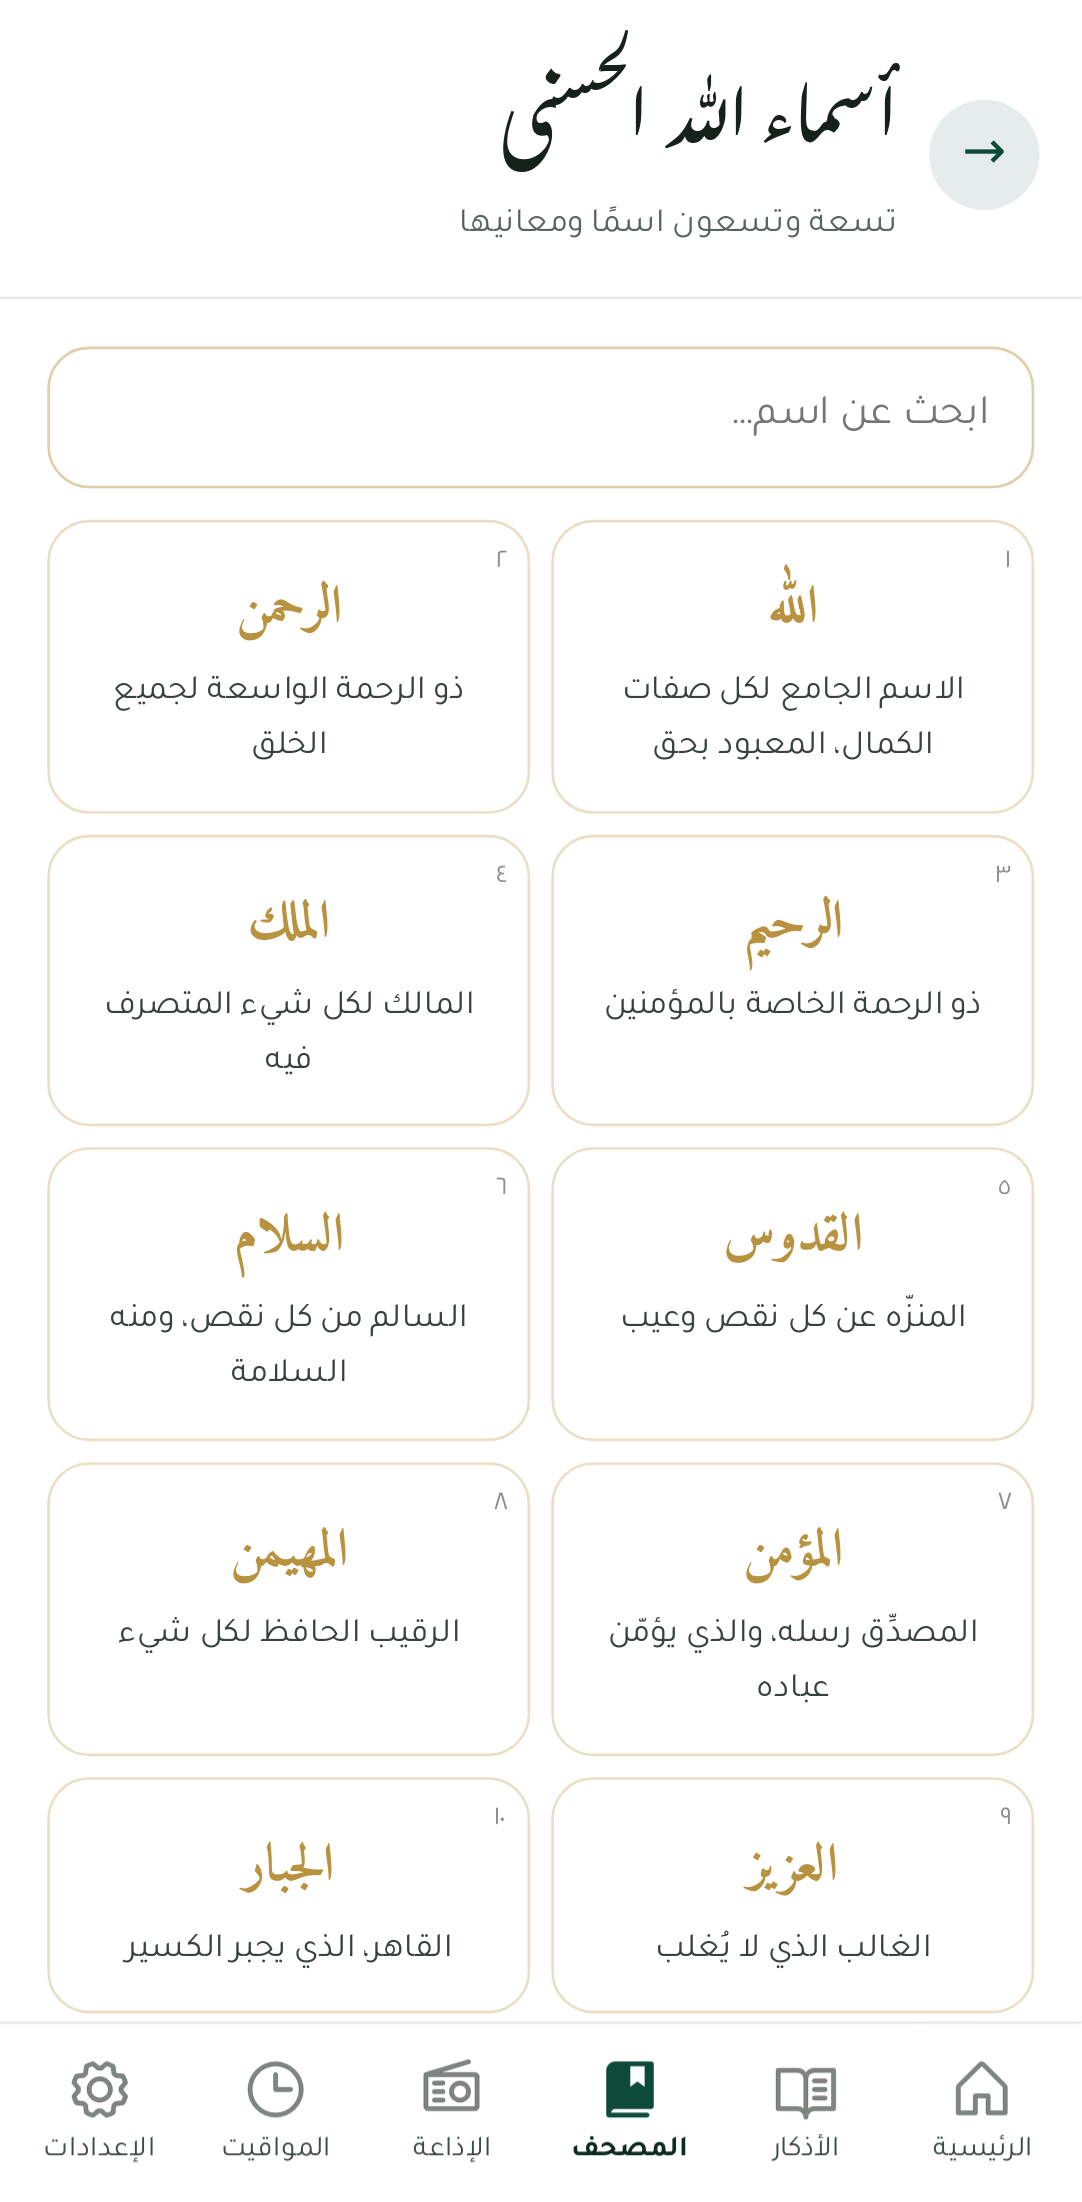 أسماء الله الحسنى
تسعة وتسعون اسمًا ومعانيها
ابحث عن اسم...
١
الله
الاسم الجامع لكل صفات
الكمال، المعبود بحق
٢
الرحمن
ذو الرحمة الواسعة لجميع
الخلق
٣
الرحيم
ذو الرحمة الخاصة بالمؤمنين
٤
الملك
المالك لكل شيء المتصرف
فيه
٥
القدوس
المنزّه عن كل نقص وعيب
٦
السلام
السالم من كل نقص، ومنه
السلامة
٧
المؤمن
المصدِّق رسله، والذي يؤمّن
عباده
٨
المهيمن
الرقيب الحافظ لكل شيء
٩
العزيز
الغالب الذي لا يُغلب
١٠
الجبار
القاهر، الذي يجبر الكسير
الرئيسية
الأذكار
المصحف
الإذاعة
المواقيت
الإعدادات